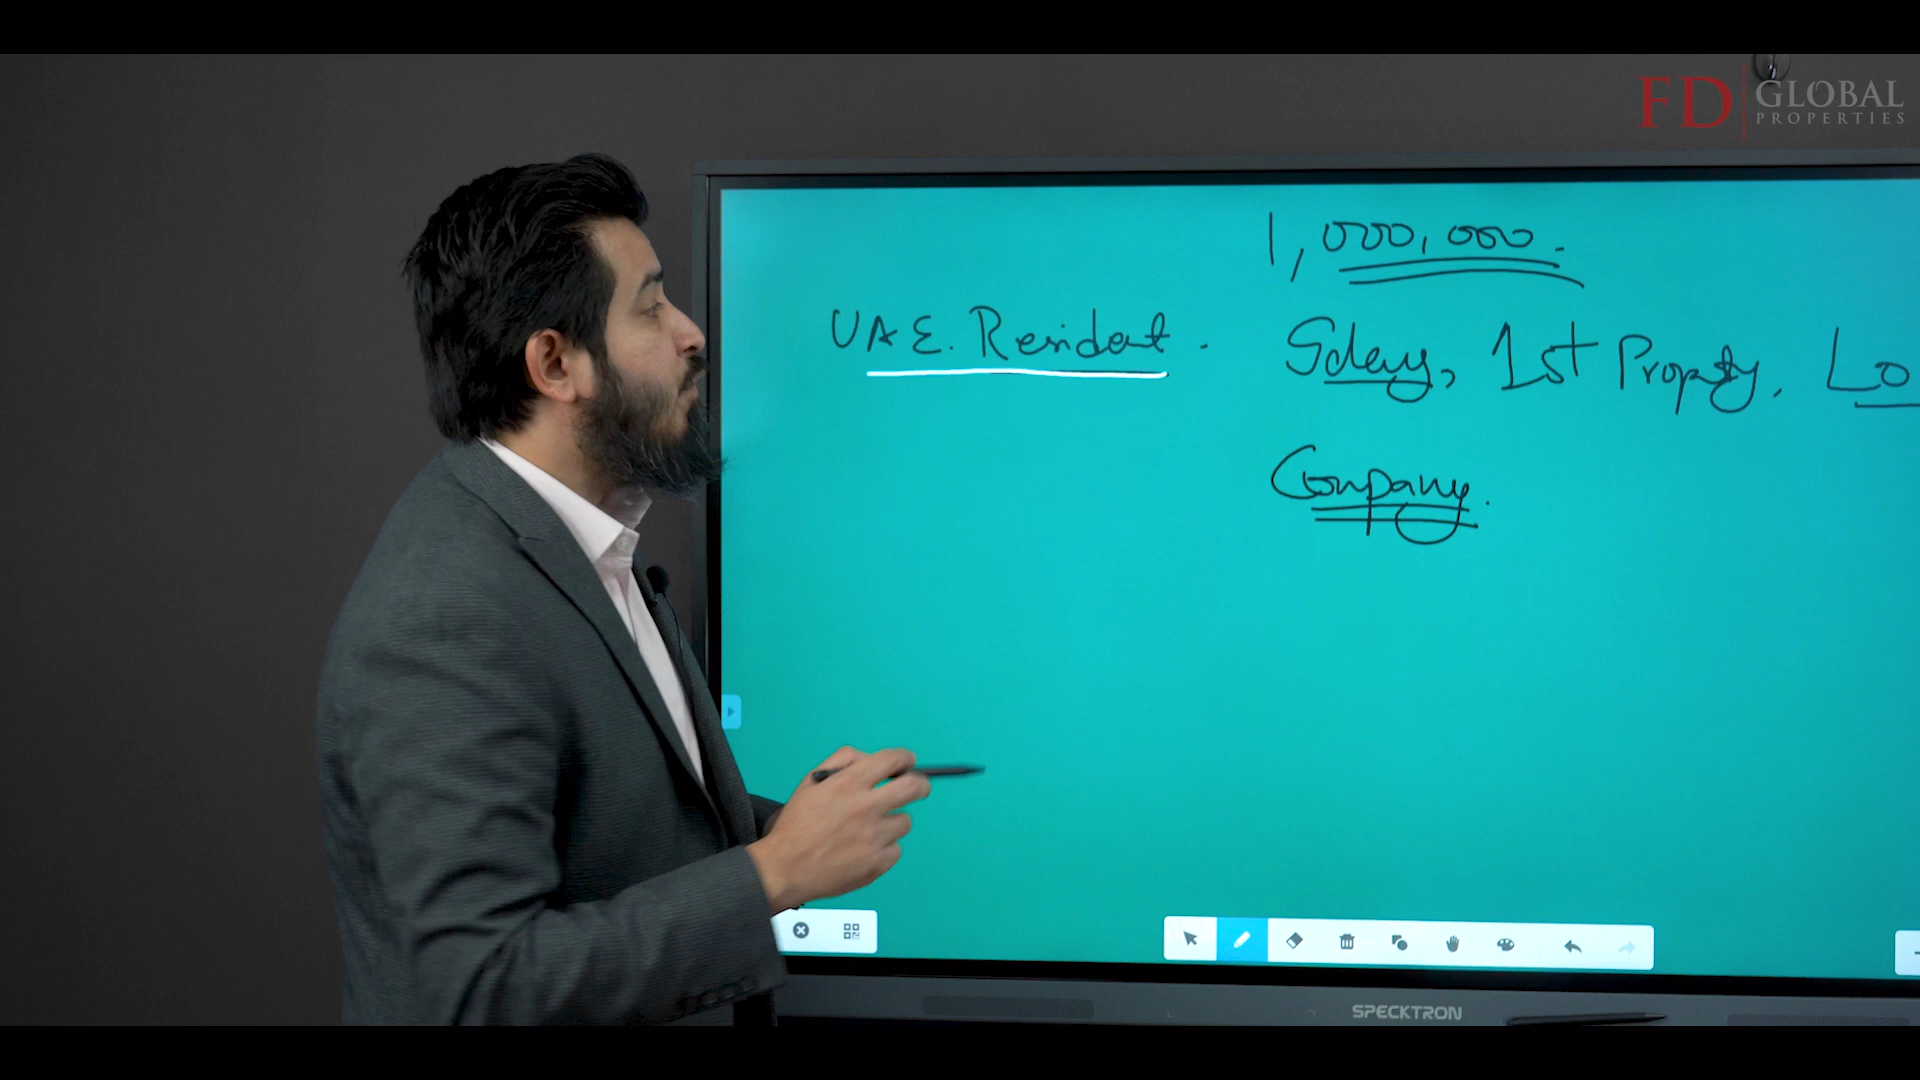 FD GLOBAL
PROPERTIES
1,000,000.
UAE. Resident. Salary, 1st Property. Lo
Company.
SPECKTRON